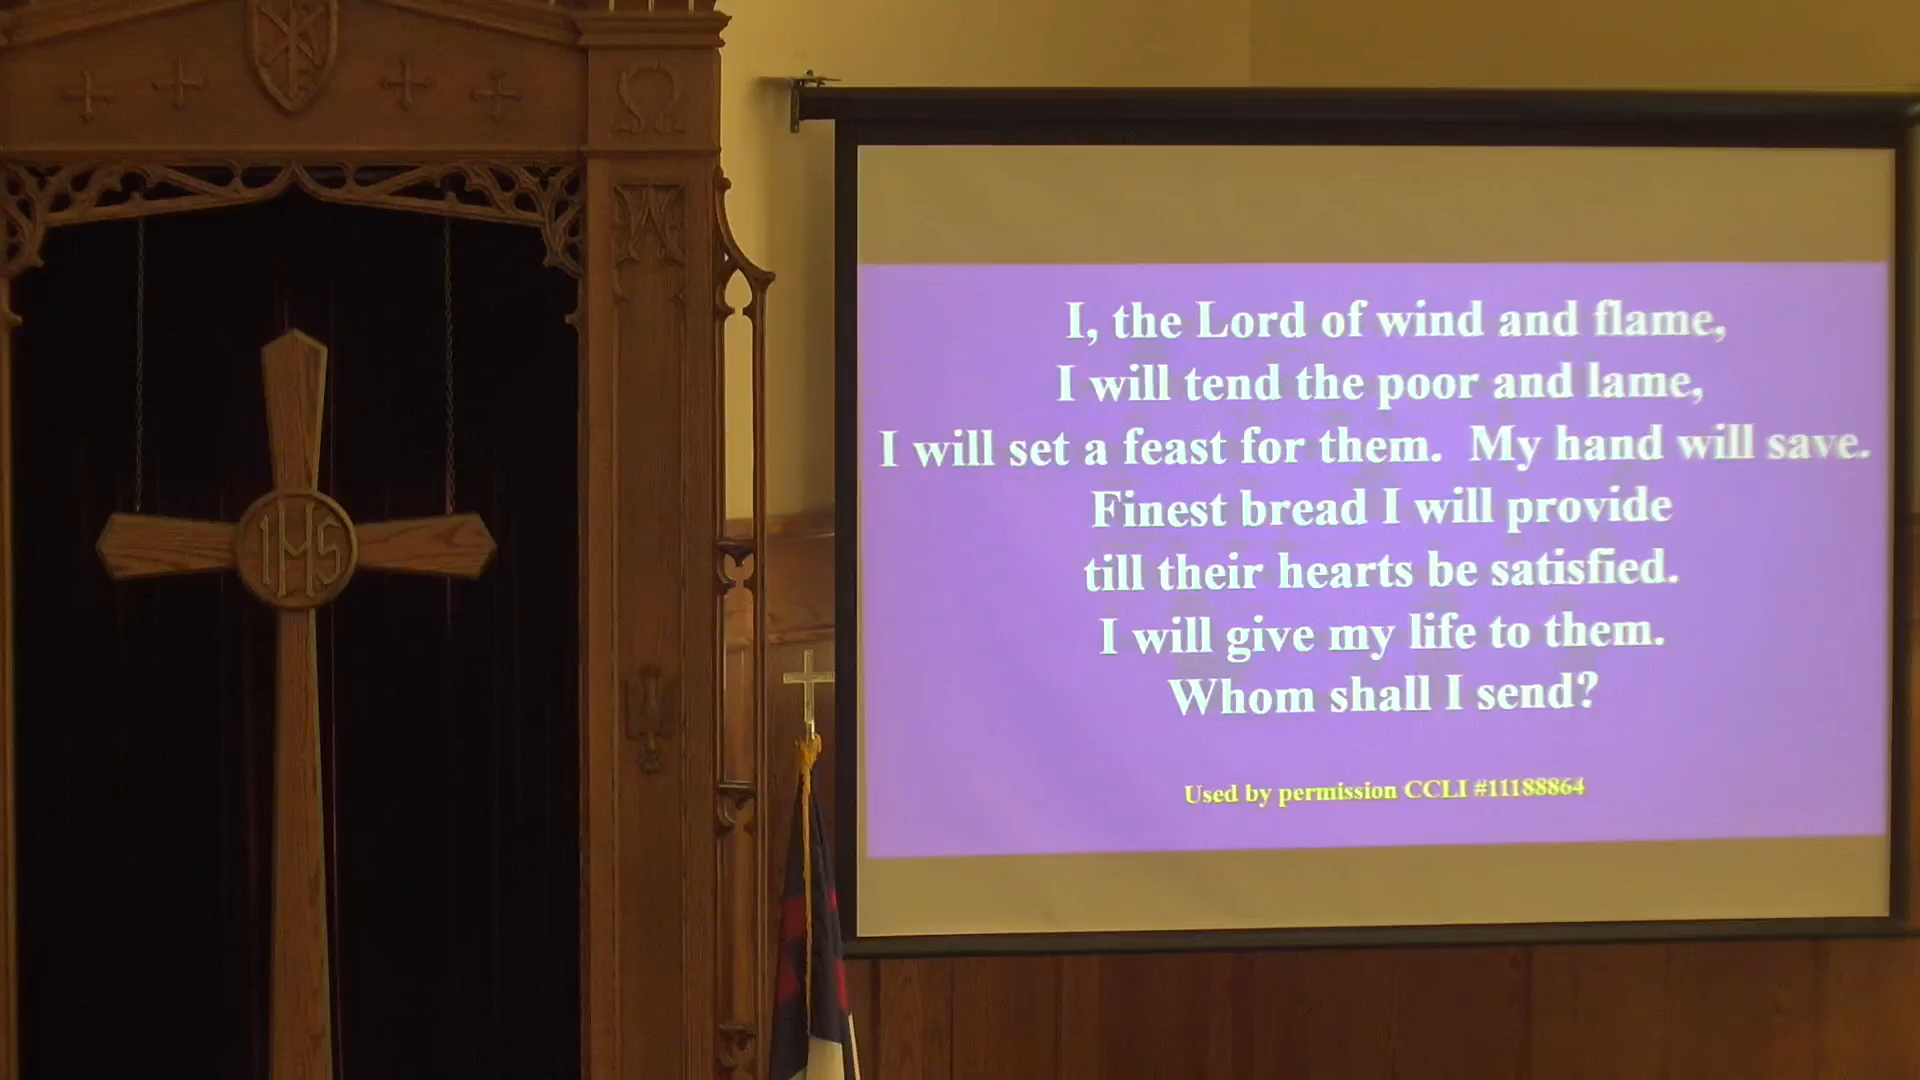 IHS
I, the Lord of wind and flame,
I will tend the poor and lame,
I will set a feast for them.  My hand will save.
Finest bread I will provide
till their hearts be satisfied.
I will give my life to them.
Whom shall I send?
Used by permission CCLI #11188864